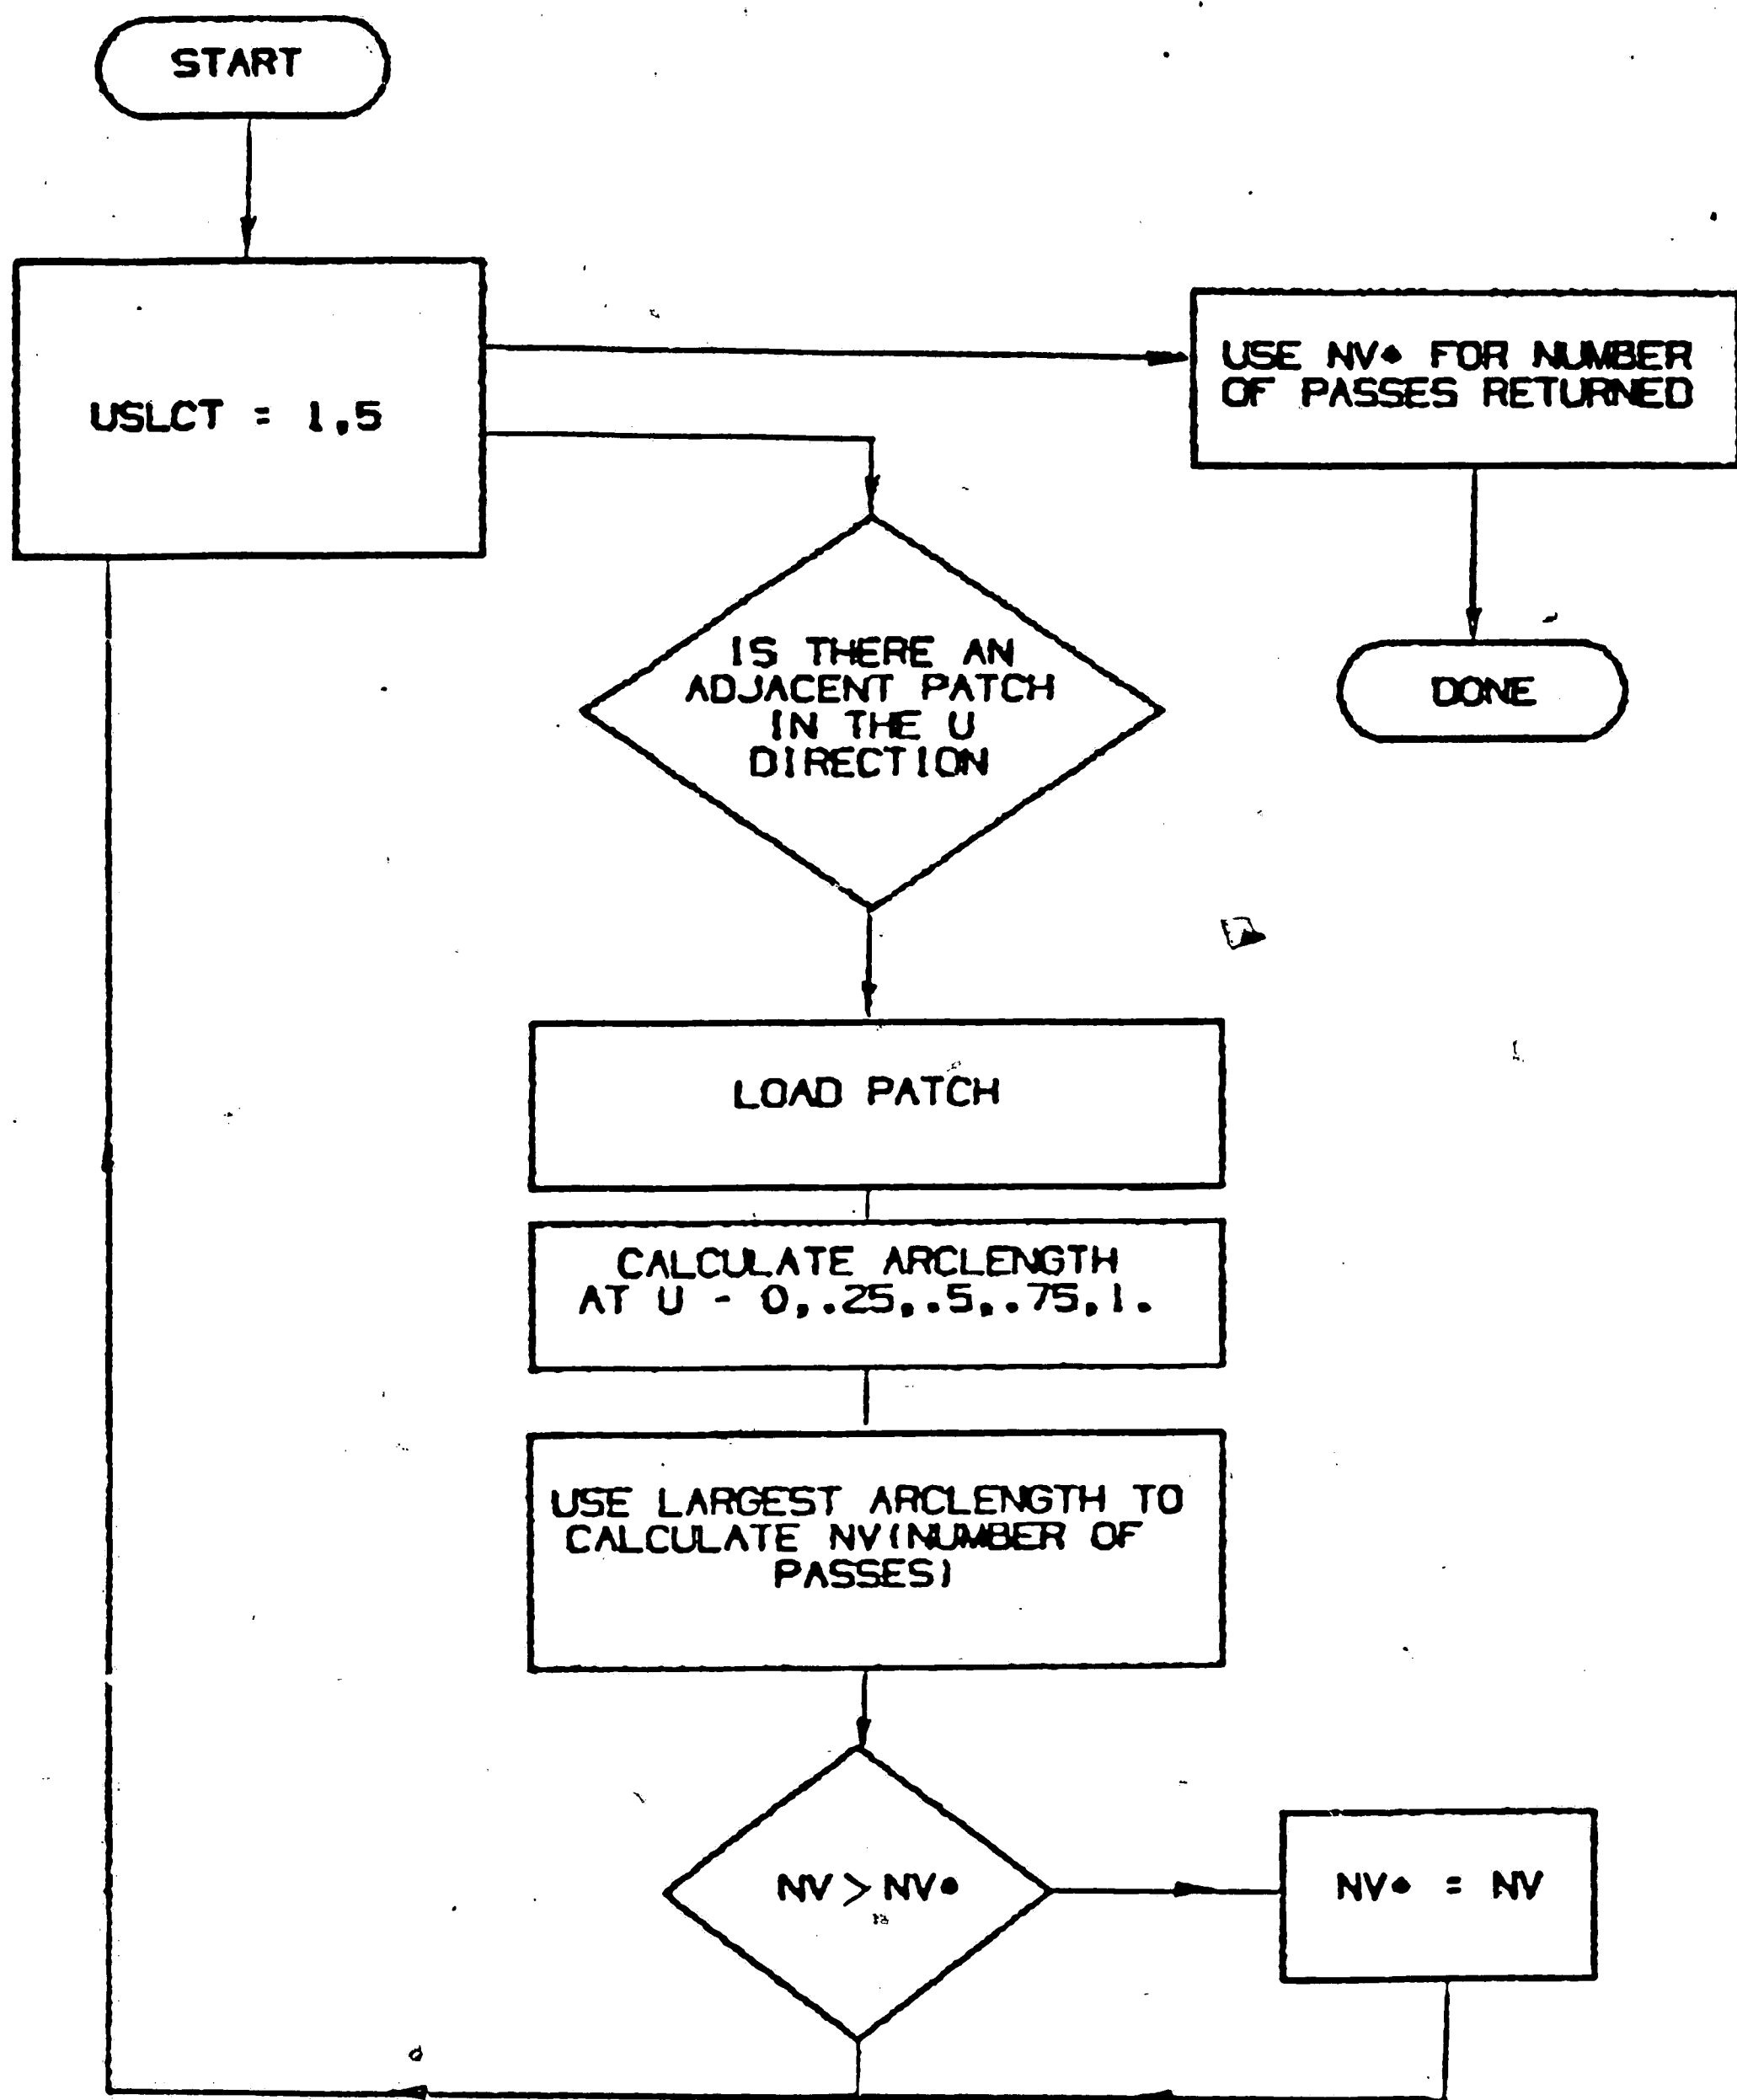 START
USLCT = 1,5
USE NV* FOR NUMBER
OF PASSES RETURNED
IS THERE AN
ADJACENT PATCH
IN THE U
DIRECTION
DONE
LOAD PATCH
CALCULATE ARCLENGTH
AT U - 0,.25,.5,.75,1.
USE LARGEST ARCLENGTH TO
CALCULATE NV(NUMBER OF
PASSES)
NV > NV*
NV* = NV